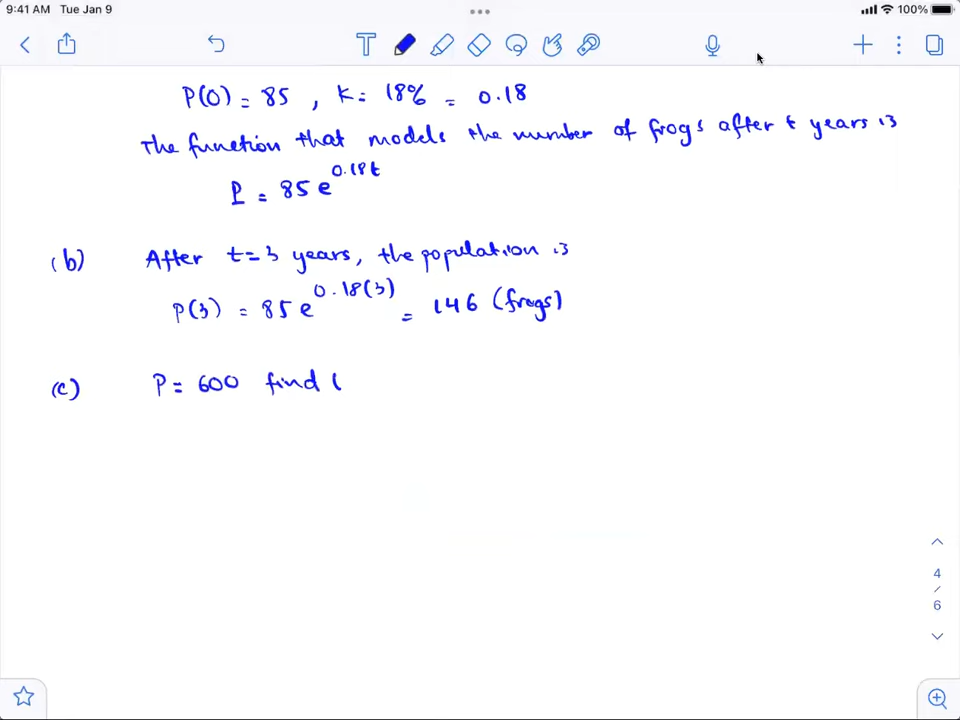 9:41 AM Tue Jan 9
100%
P(0) = 85 , K = 18% = 0.18
The function that models the number of frogs after t years is
P = 85 e^0.18t
(b) After t=3 years, the population is
P(3) = 85 e^0.18(3) = 146 (frogs)
(c) P = 600 find (
4
/
6